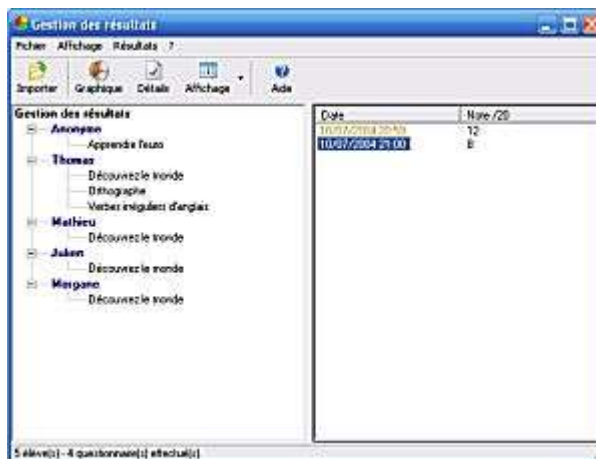 Gestion des résultats
Fichier Affichage Résultats ?
Importer Graphique Détails Affichage Aide
Gestion des résultats
Anonyme
Apprendre l'euro
Thomas
Découvrez le monde
Orthographe
Verbes irréguliers d'anglais
Mathieu
Découvrez le monde
Julien
Découvrez le monde
Morgane
Découvrez le monde
Date Note /20
10/07/2004 20:59 12
10/07/2004 21:00 8
5 élève(s) - 4 questionnaire(s) effectué(s)